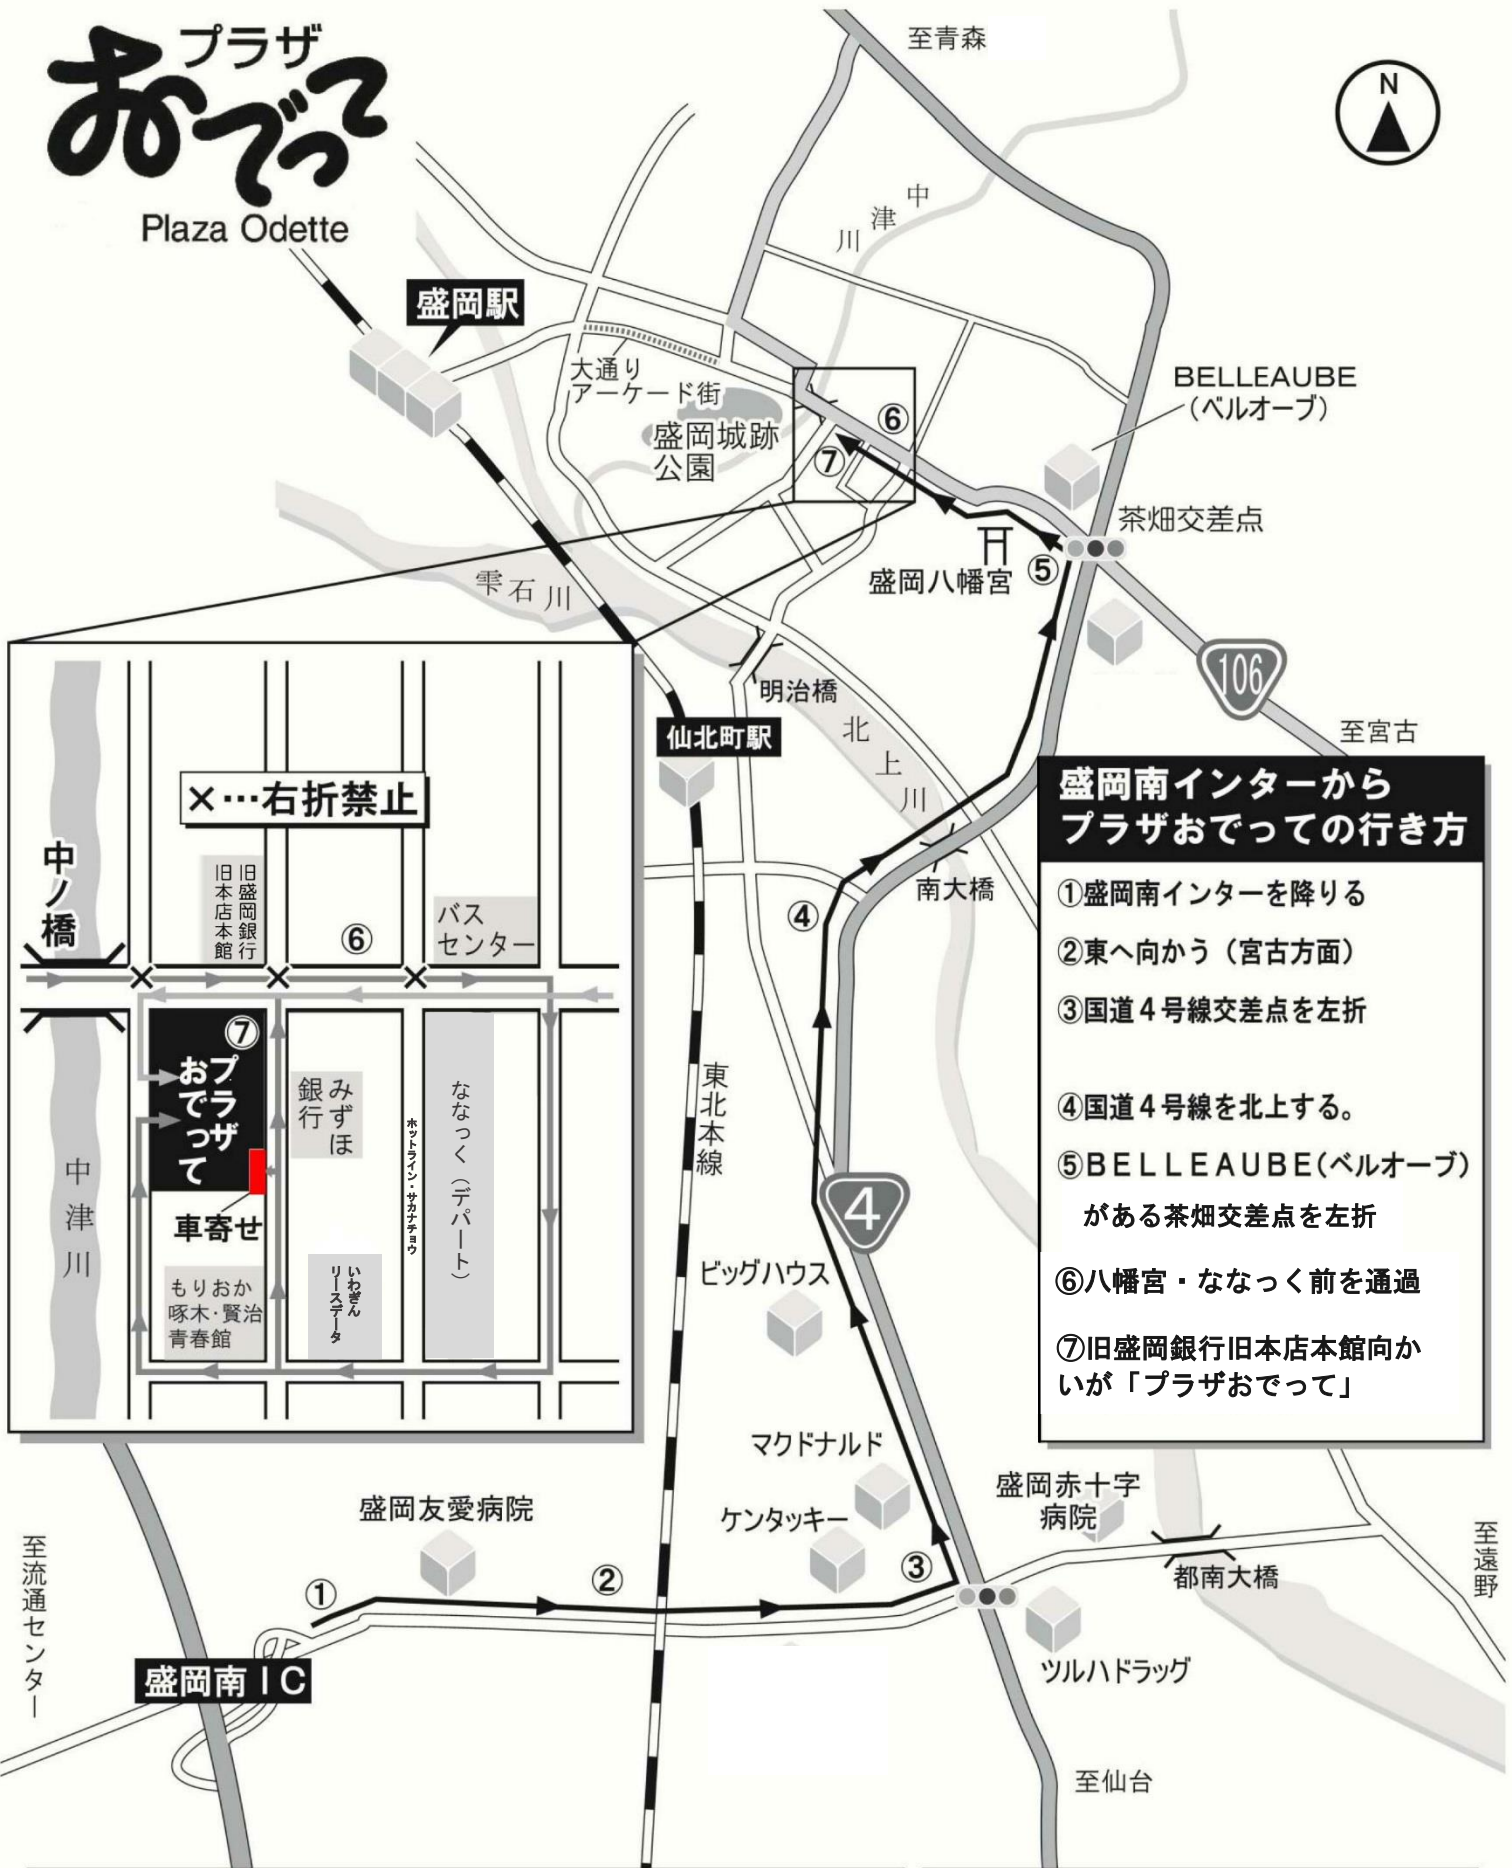 プラザ
おでって
Plaza Odette
至青森
N
中津川
盛岡駅
大通り
アーケード街
盛岡城跡
公園
⑥
⑦
BELLEAUBE
(ベルオーブ)
茶畑交差点
盛岡八幡宮
⑤
雫石川
106
至宮古
明治橋
仙北町駅
北上川
南大橋
④
×…右折禁止
中ノ橋
旧盛岡銀行
旧本店本館
⑥
バス
センター
⑦
プラザ
おでって
みずほ
銀行
ホットライン・サカナチョウ
ななっく(デパート)
車寄せ
中津川
もりおか
啄木・賢治
青春館
いわぎん
リースデータ
東北本線
4
盛岡南インターから
プラザおでっての行き方
①盛岡南インターを降りる
②東へ向かう(宮古方面)
③国道4号線交差点を左折
④国道4号線を北上する。
⑤BELLEAUBE(ベルオーブ)
がある茶畑交差点を左折
⑥八幡宮・ななっく前を通過
⑦旧盛岡銀行旧本店本館向か
いが「プラザおでって」
ビッグハウス
マクドナルド
ケンタッキー
盛岡友愛病院
①
②
③
盛岡赤十字
病院
都南大橋
至遠野
至流通センター
盛岡南IC
ツルハドラッグ
至仙台